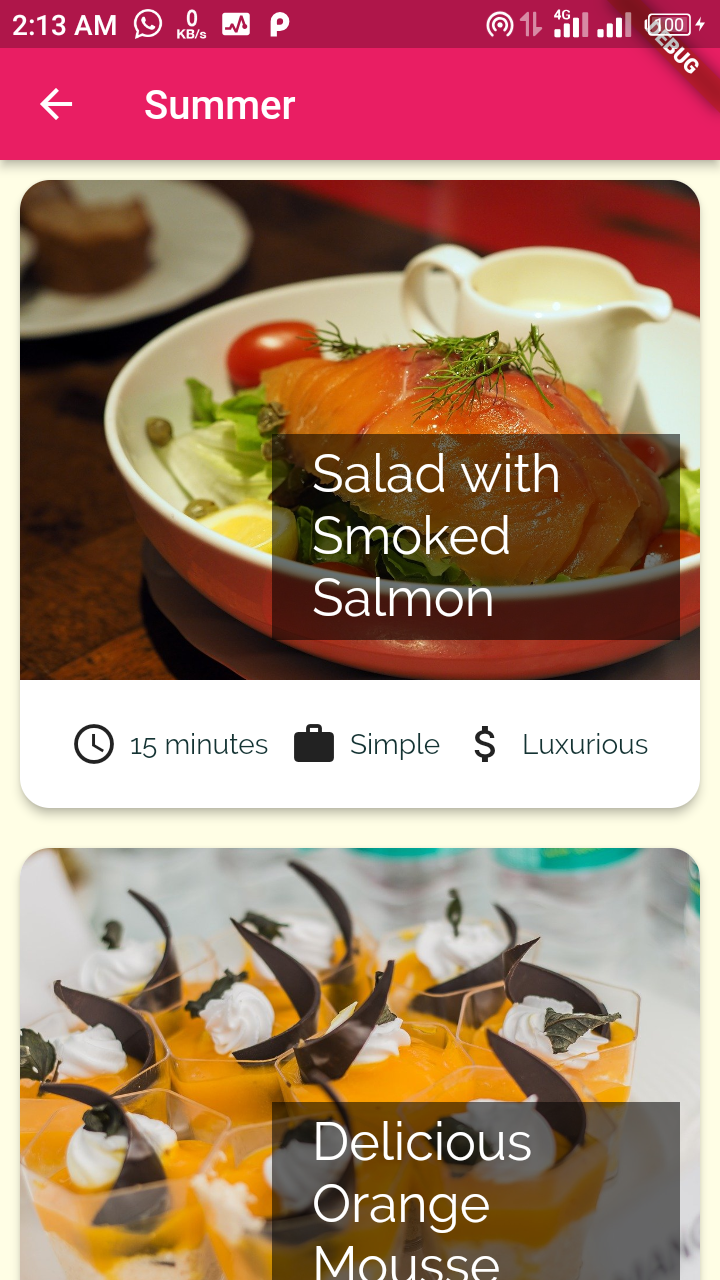 2:13 AM
0
KB/s
4G
100
DEBUG
Summer
Salad with
Smoked
Salmon
15 minutes
Simple
Luxurious
Delicious
Orange
Mousse